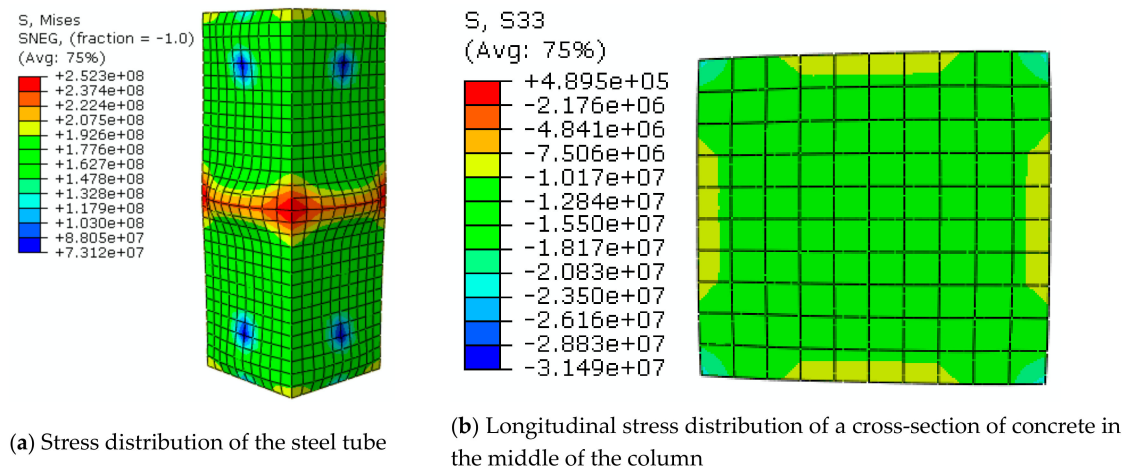 S, Mises
SNEG, (fraction = -1.0)
(Avg: 75%)
+2.523e+08
+2.374e+08
+2.224e+08
+2.075e+08
+1.926e+08
+1.776e+08
+1.627e+08
+1.478e+08
+1.328e+08
+1.179e+08
+1.030e+08
+8.805e+07
+7.312e+07
(a) Stress distribution of the steel tube
S, S33
(Avg: 75%)
+4.895e+05
-2.176e+06
-4.841e+06
-7.506e+06
-1.017e+07
-1.284e+07
-1.550e+07
-1.817e+07
-2.083e+07
-2.350e+07
-2.616e+07
-2.883e+07
-3.149e+07
(b) Longitudinal stress distribution of a cross-section of concrete in
the middle of the column